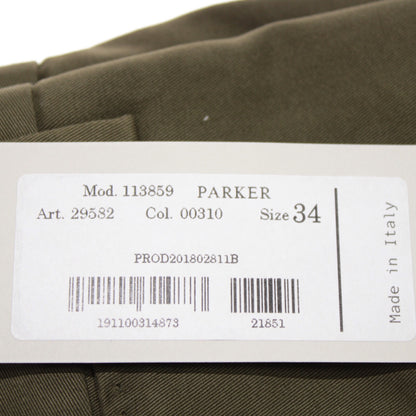 Mod. 113859 PARKER
Art. 29582 Col. 00310 Size 34
PROD201802811B
191100314873 21851
Made in Italy